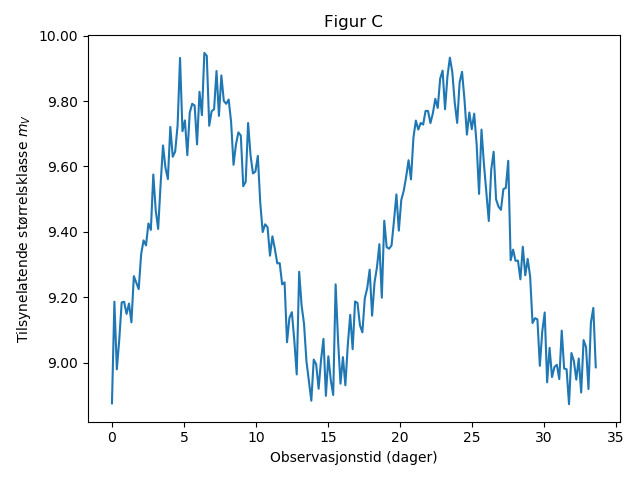 Figur C
10.00
9.80
9.60
9.40
9.20
9.00
Tilsynelatende størrelsklasse m_V
0 5 10 15 20 25 30 35
Observasjonstid (dager)